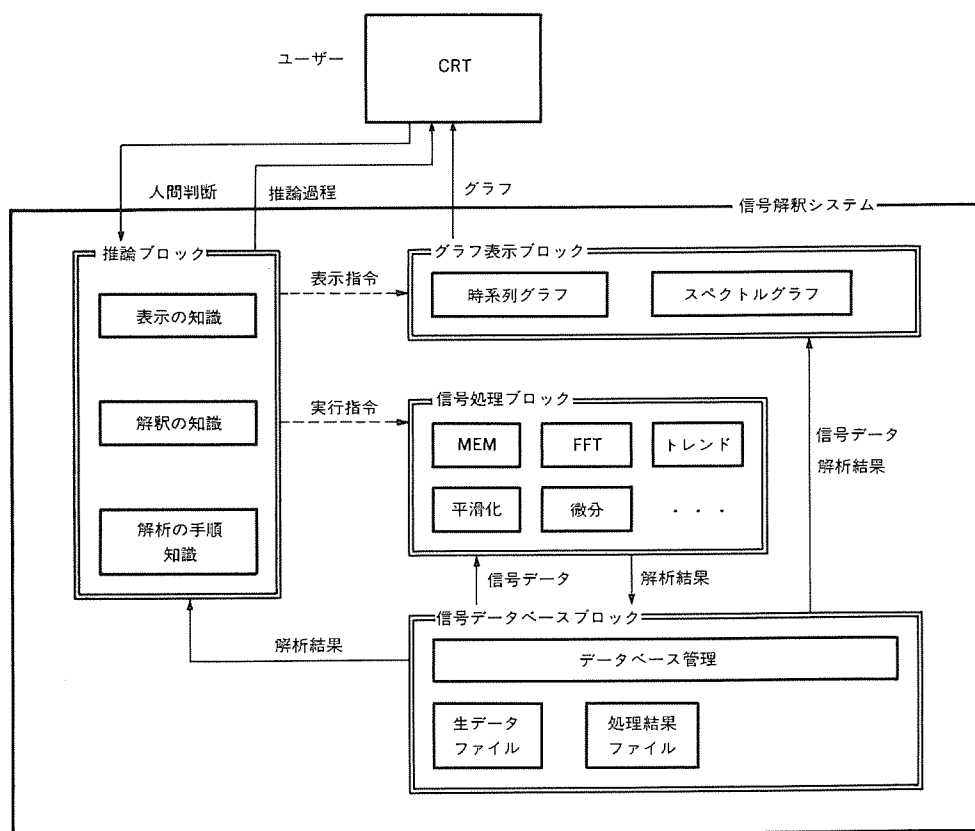 ユーザー
CRT
人間判断
推論過程
グラフ
信号解釈システム
推論ブロック
表示の知識
解釈の知識
解析の手順
知識
表示指令
実行指令
グラフ表示ブロック
時系列グラフ
スペクトルグラフ
信号処理ブロック
MEM
FFT
トレンド
平滑化
微分
・・・
信号データ
解析結果
信号データ
解析結果
解析結果
信号データベースブロック
データベース管理
生データ
ファイル
処理結果
ファイル